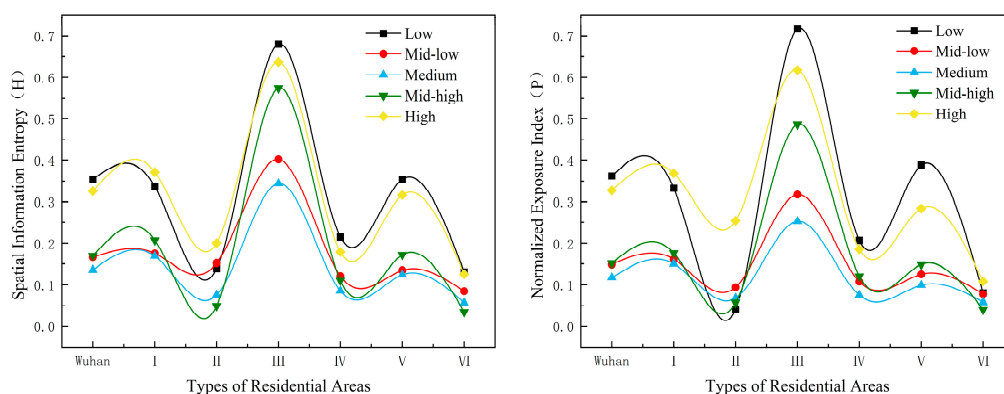 Spatial Information Entropy (H)
0.7
0.6
0.5
0.4
0.3
0.2
0.1
0.0
Low
Mid-low
Medium
Mid-high
High
Wuhan I II III IV V VI
Types of Residential Areas
Normalized Exposure Index (P)
0.7
0.6
0.5
0.4
0.3
0.2
0.1
0.0
Low
Mid-low
Medium
Mid-high
High
Wuhan I II III IV V VI
Types of Residential Areas